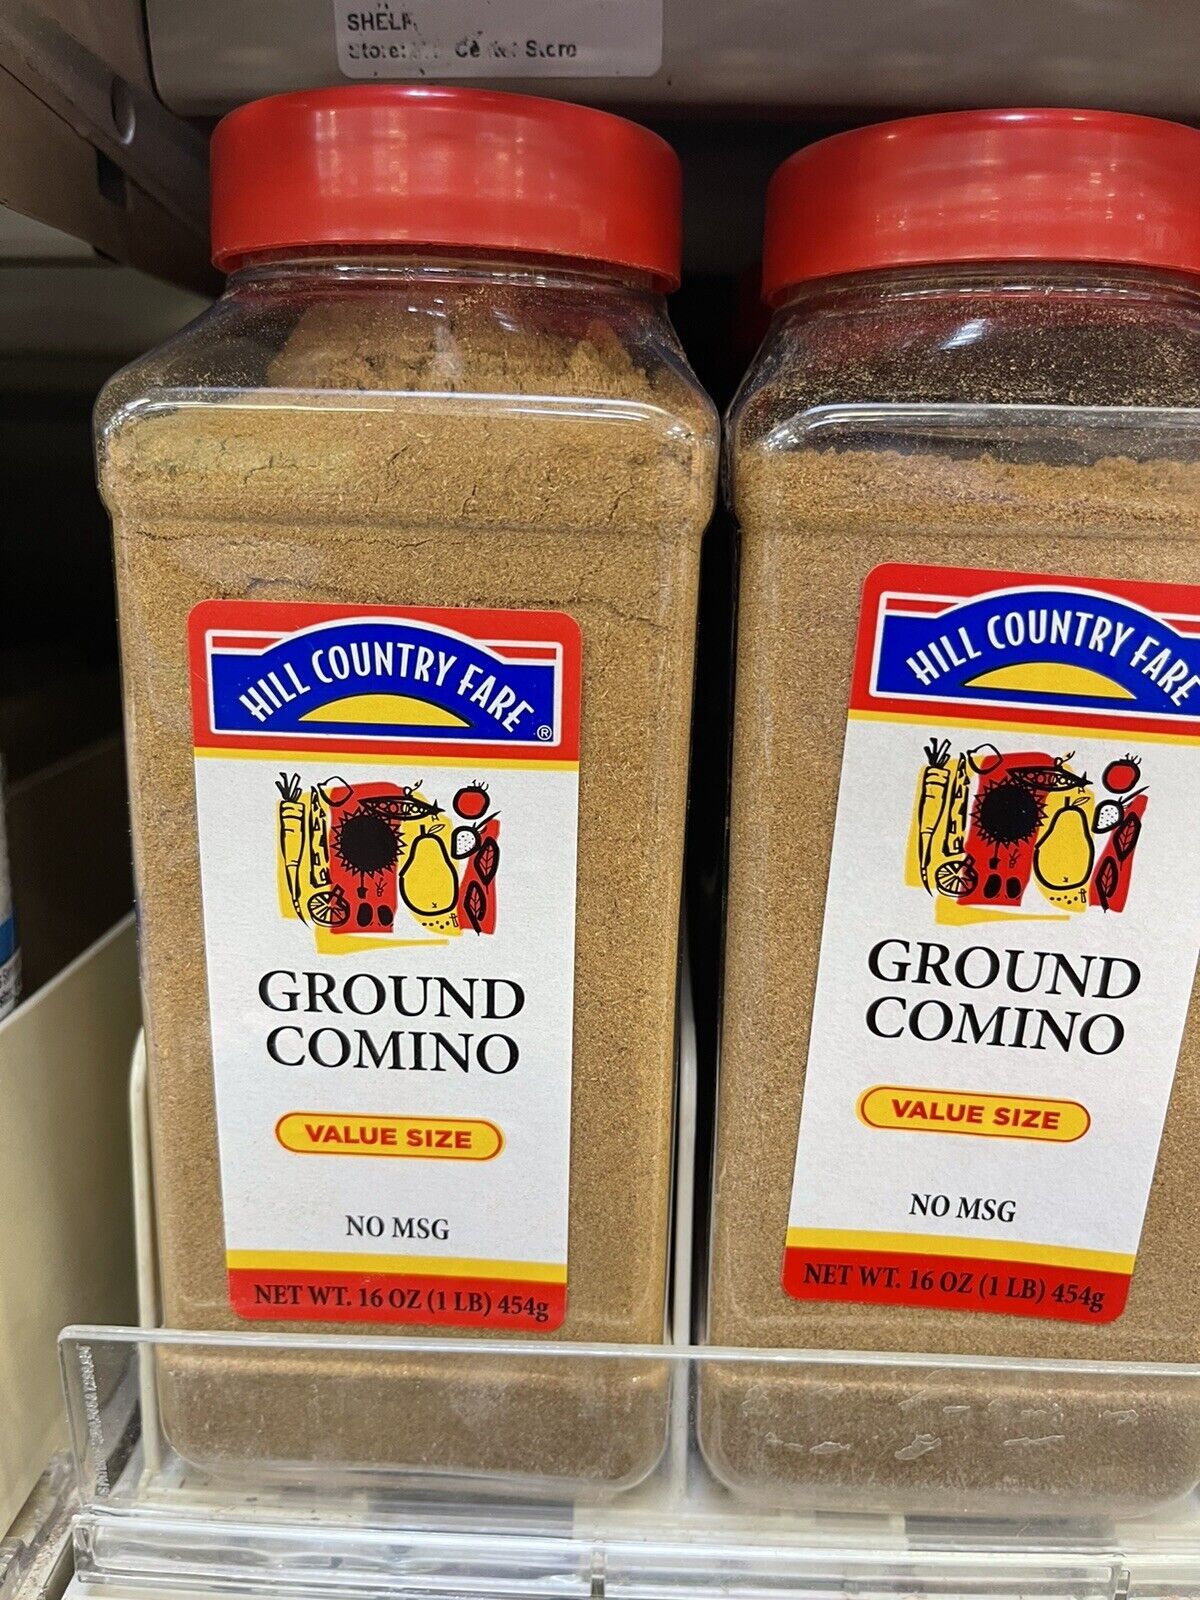 SHELF
Store:
HILL COUNTRY FARE®
GROUND
COMINO
VALUE SIZE
NO MSG
NET WT. 16 OZ (1 LB) 454g
HILL COUNTRY FARE
GROUND
COMINO
VALUE SIZE
NO MSG
NET WT. 16 OZ (1 LB) 454g